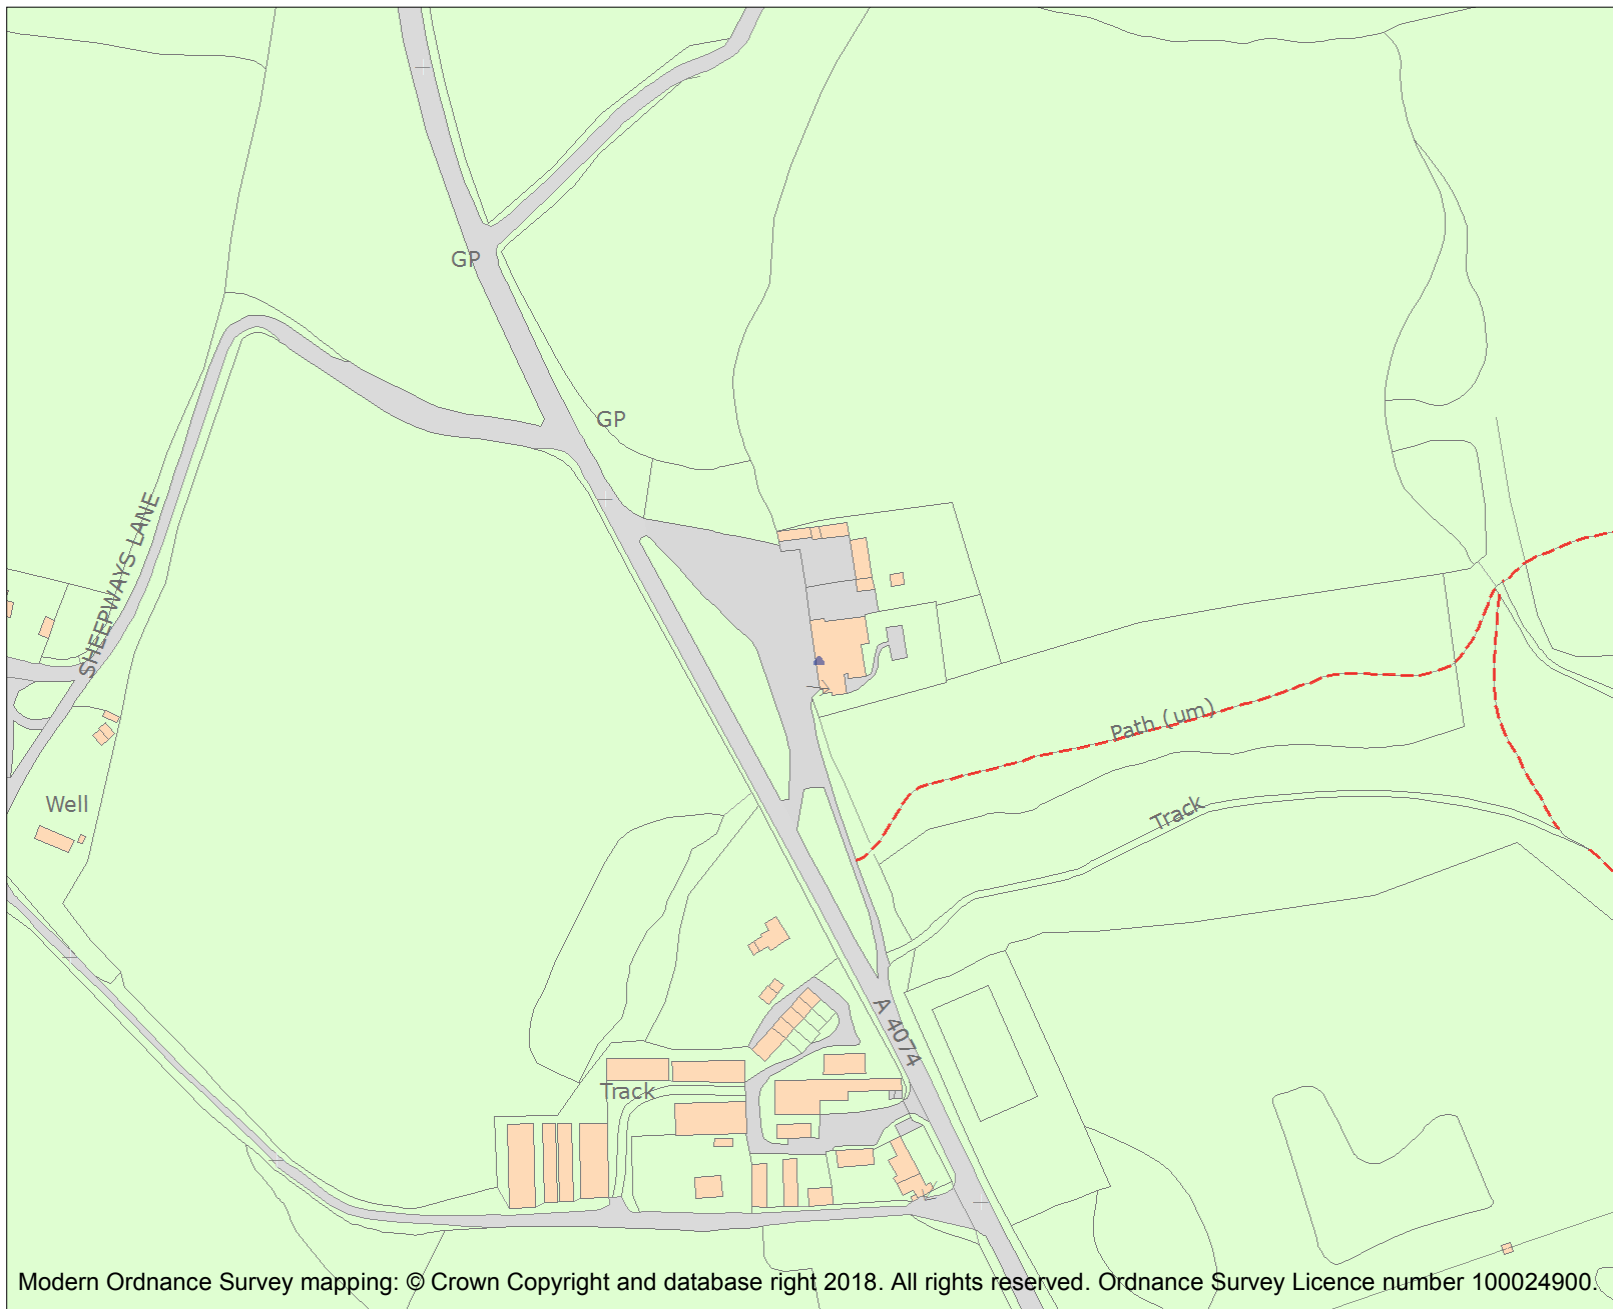 GP
GP
SHEEPWAYS LANE
Path (um)
Well
Track
A 4074
Track
Modern Ordnance Survey mapping: © Crown Copyright and database right 2018. All rights reserved. Ordnance Survey Licence number 100024900.